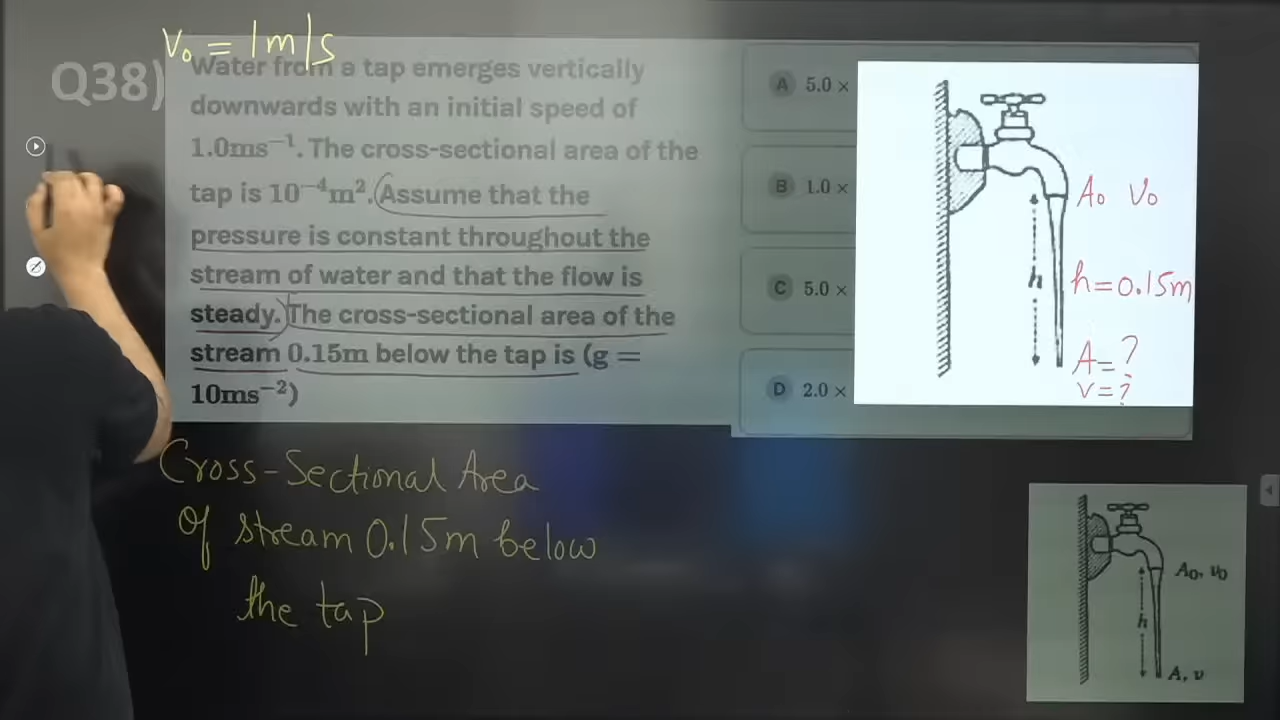 V₀ = 1m/s
Q38)
Water from a tap emerges vertically
downwards with an initial speed of
1.0ms⁻¹. The cross-sectional area of the
tap is 10⁻⁴m². (Assume that the
pressure is constant throughout the
stream of water and that the flow is
steady.) The cross-sectional area of the
stream 0.15m below the tap is (g =
10ms⁻²)
A 5.0 ×
B 1.0 ×
C 5.0 ×
D 2.0 ×
A₀ V₀
h
h=0.15m
A=?
v=?
Cross-Sectional Area
of stream 0.15m below
the tap
A₀, v₀
h
A, v